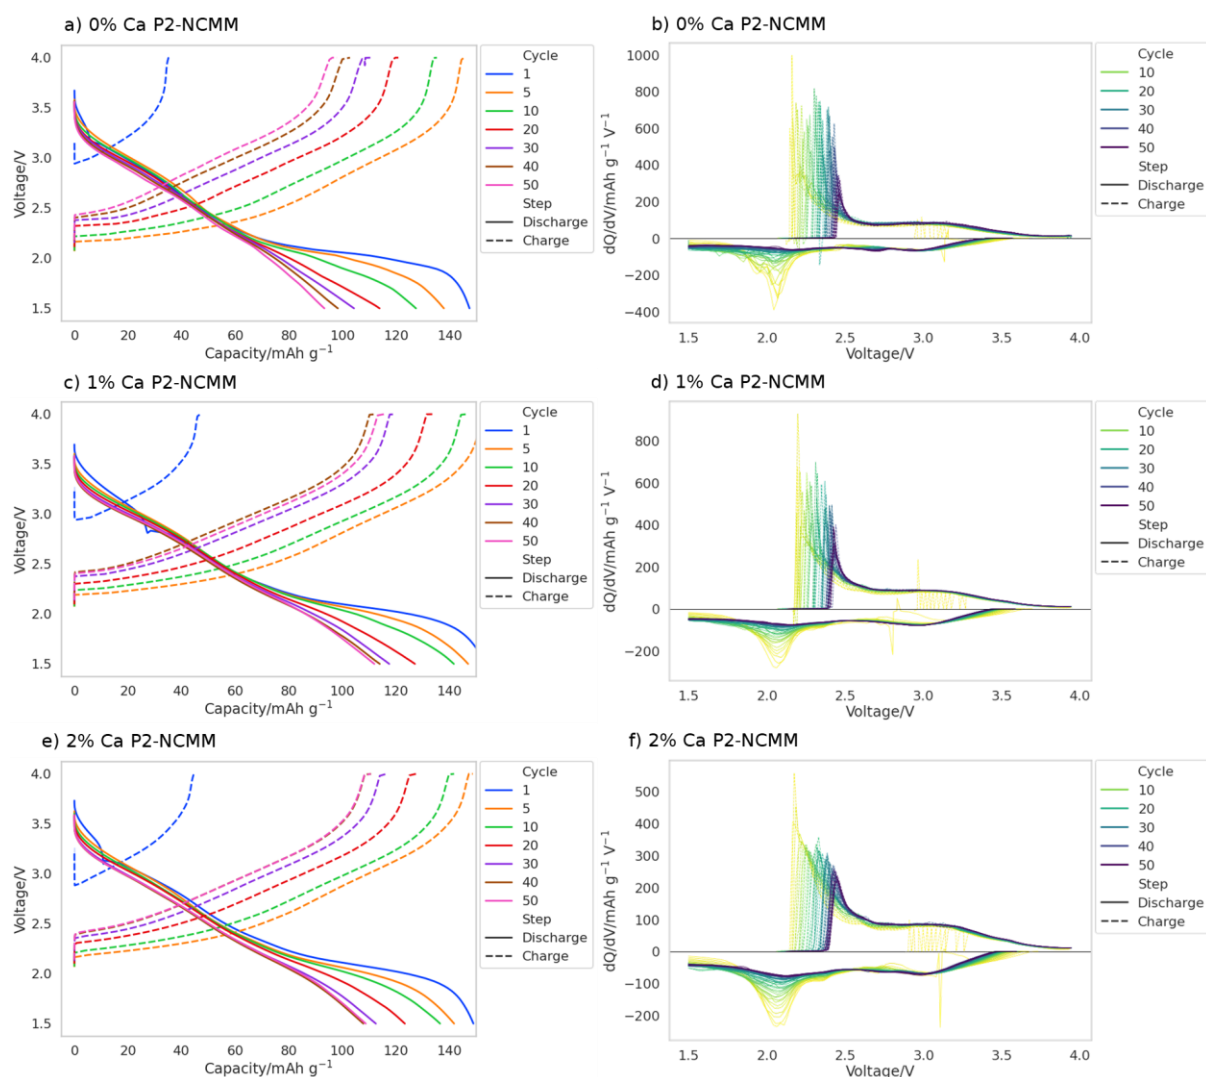 a) 0% Ca P2-NCMM
4.0
3.5
3.0
2.5
2.0
1.5
Voltage/V
0
20
40
60
80
100
120
140
Capacity/mAh g⁻¹
Cycle
1
5
10
20
30
40
50
Step
Discharge
Charge
b) 0% Ca P2-NCMM
1000
800
600
400
200
0
−200
−400
dQ/dV/mAh g⁻¹ V⁻¹
1.5
2.0
2.5
3.0
3.5
4.0
Voltage/V
Cycle
10
20
30
40
50
Step
Discharge
Charge
c) 1% Ca P2-NCMM
4.0
3.5
3.0
2.5
2.0
1.5
Voltage/V
0
20
40
60
80
100
120
140
Capacity/mAh g⁻¹
Cycle
1
5
10
20
30
40
50
Step
Discharge
Charge
d) 1% Ca P2-NCMM
800
600
400
200
0
−200
dQ/dV/mAh g⁻¹ V⁻¹
1.5
2.0
2.5
3.0
3.5
4.0
Voltage/V
Cycle
10
20
30
40
50
Step
Discharge
Charge
e) 2% Ca P2-NCMM
4.0
3.5
3.0
2.5
2.0
1.5
Voltage/V
0
20
40
60
80
100
120
140
Capacity/mAh g⁻¹
Cycle
1
5
10
20
30
40
50
Step
Discharge
Charge
f) 2% Ca P2-NCMM
500
400
300
200
100
0
−100
−200
dQ/dV/mAh g⁻¹ V⁻¹
1.5
2.0
2.5
3.0
3.5
4.0
Voltage/V
Cycle
10
20
30
40
50
Step
Discharge
Charge